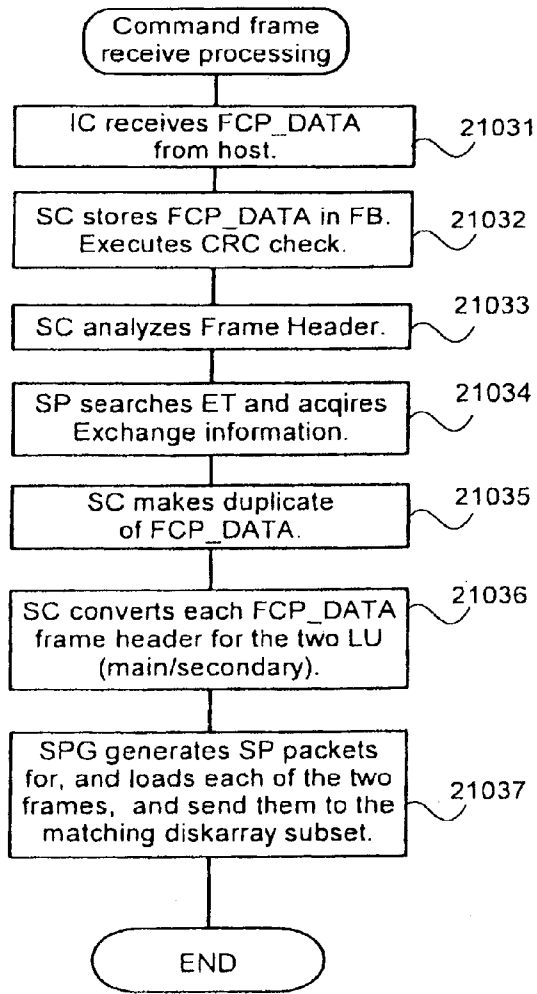 Command frame
receive processing
IC receives FCP_DATA
from host.
21031
SC stores FCP_DATA in FB.
Executes CRC check.
21032
SC analyzes Frame Header.
21033
SP searches ET and acqires
Exchange information.
21034
SC makes duplicate
of FCP_DATA.
21035
SC converts each FCP_DATA
frame header for the two LU
(main/secondary).
21036
SPG generates SP packets
for, and loads each of the two
frames, and send them to the
matching diskarray subset.
21037
END